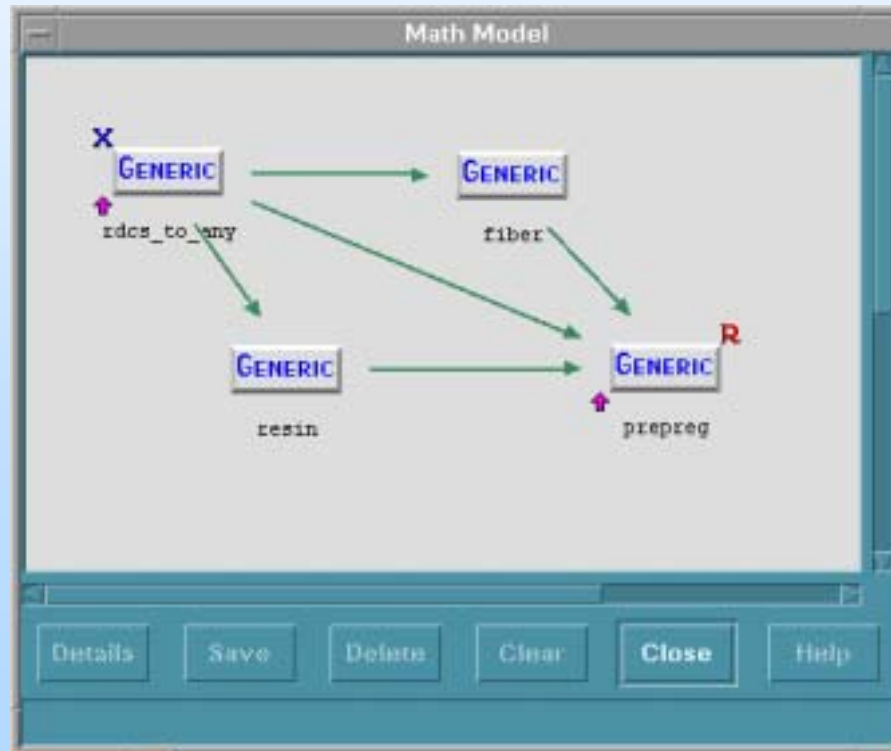 Math Model
X
GENERIC
GENERIC
rdcs_to_any
fiber
R
GENERIC
GENERIC
resin
prepreg
Details Save Delete Clear Close Help